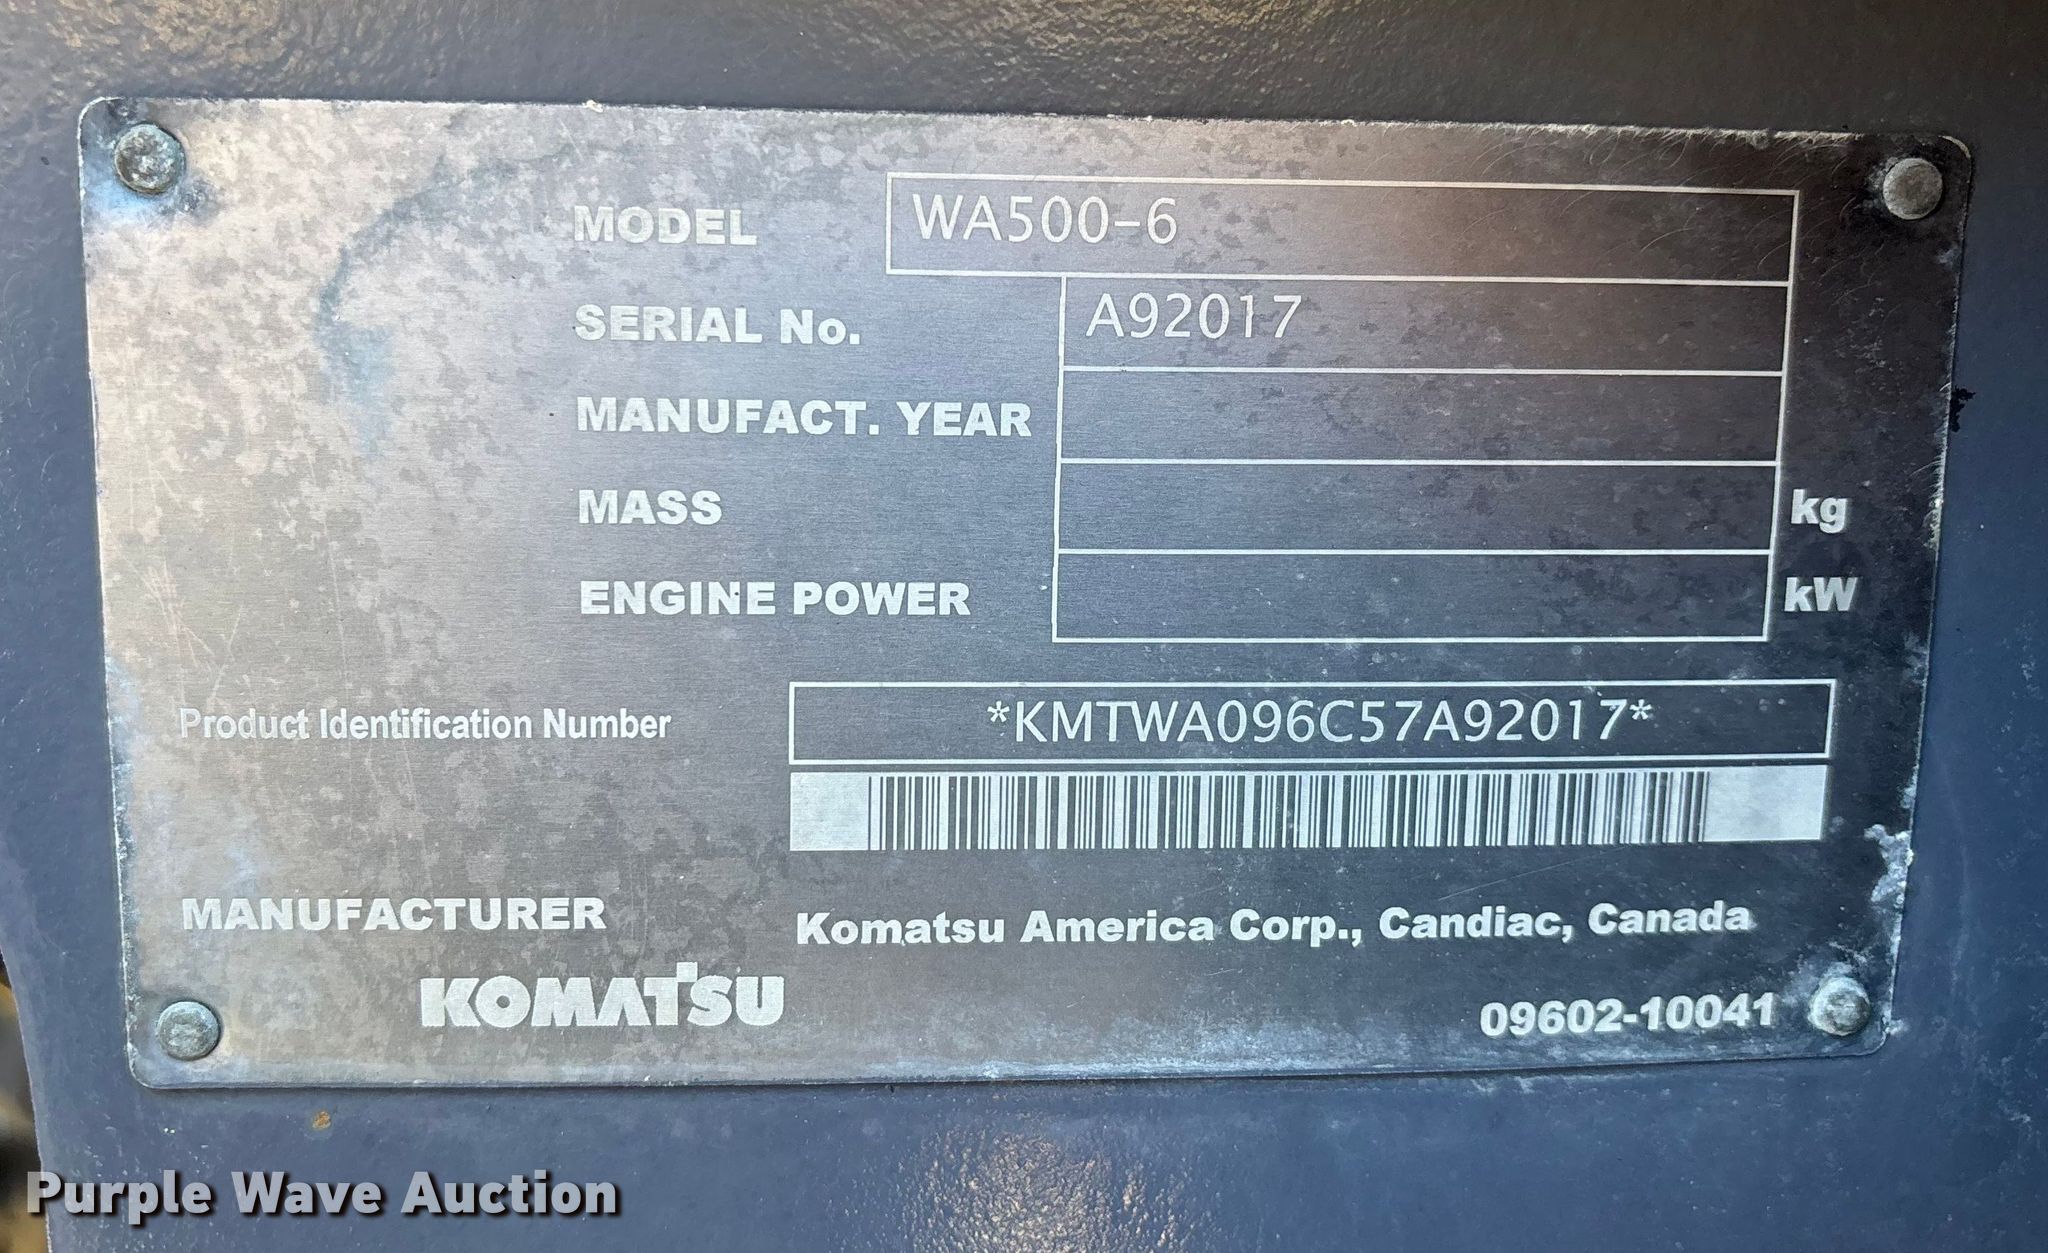 MODEL WA500-6
SERIAL No. A92017
MANUFACT. YEAR
MASS kg
ENGINE POWER kW
Product Identification Number *KMTWA096C57A92017*
MANUFACTURER Komatsu America Corp., Candiac, Canada
KOMATSU 09602-10041
Purple Wave Auction